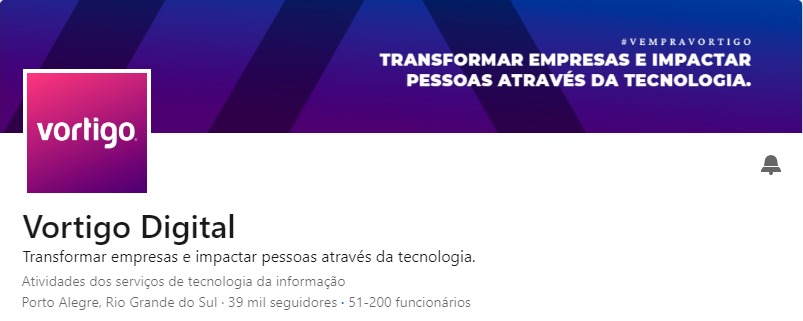 #VEMPRAVORTIGO
TRANSFORMAR EMPRESAS E IMPACTAR
PESSOAS ATRAVÉS DA TECNOLOGIA.
vortigo
Vortigo Digital
Transformar empresas e impactar pessoas através da tecnologia.
Atividades dos serviços de tecnologia da informação
Porto Alegre, Rio Grande do Sul · 39 mil seguidores · 51-200 funcionários